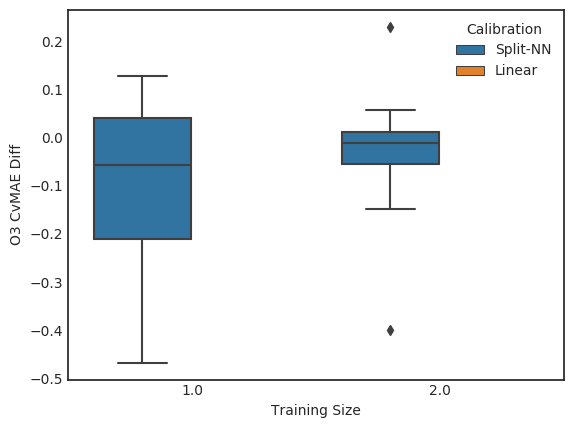 Calibration
Split-NN
Linear
O3 CvMAE Diff
0.2
0.1
0.0
−0.1
−0.2
−0.3
−0.4
−0.5
1.0
2.0
Training Size